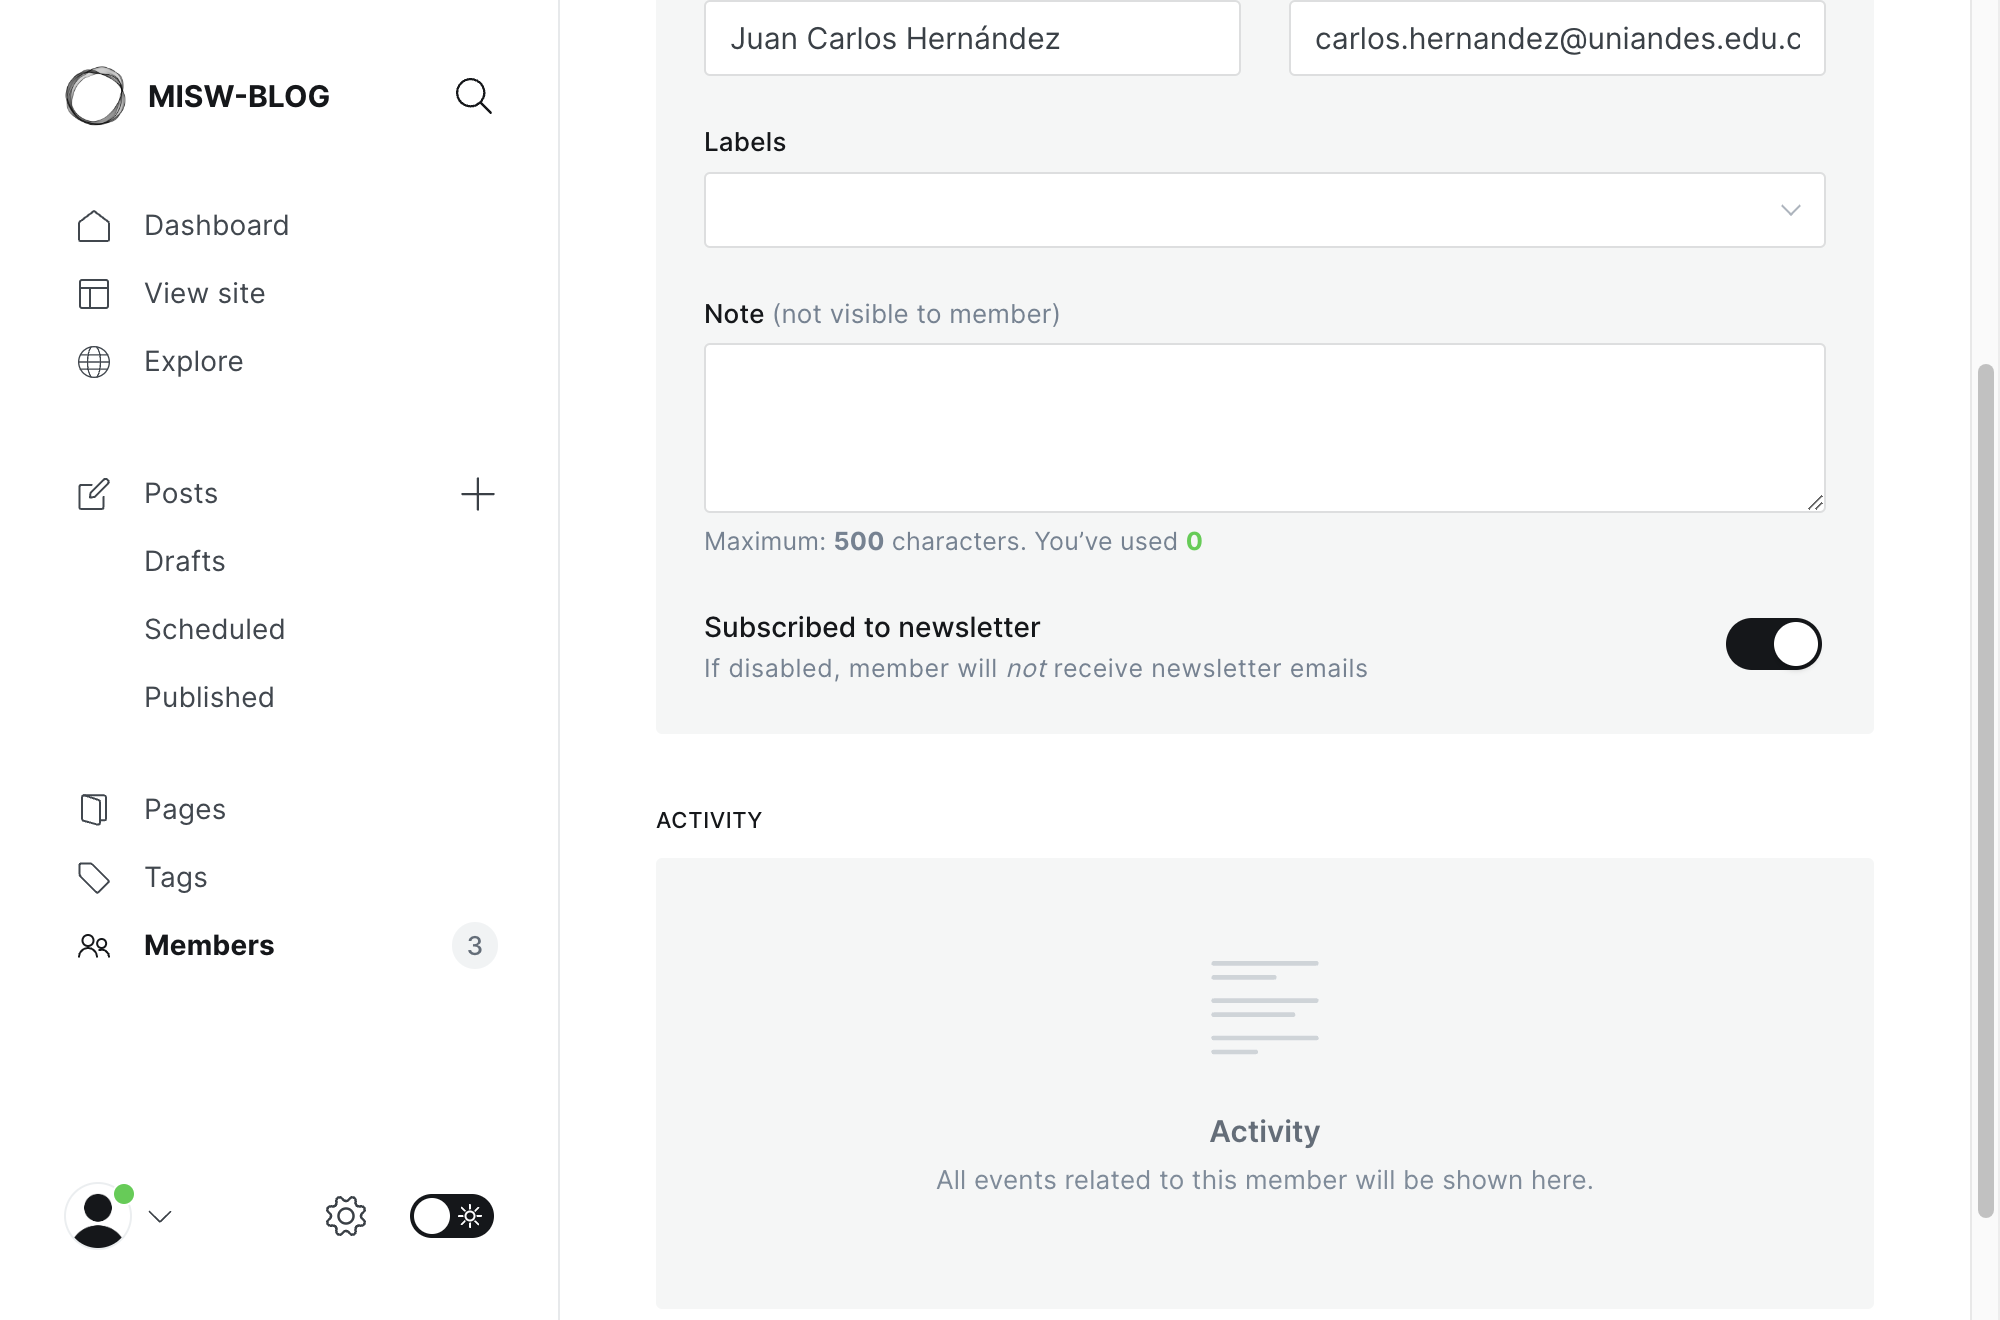 MISW-BLOG
Dashboard
View site
Explore
Posts
Drafts
Scheduled
Published
Pages
Tags
Members 3
Juan Carlos Hernández
carlos.hernandez@uniandes.edu.c
Labels
Note (not visible to member)
Maximum: 500 characters. You’ve used 0
Subscribed to newsletter
If disabled, member will not receive newsletter emails
ACTIVITY
Activity
All events related to this member will be shown here.